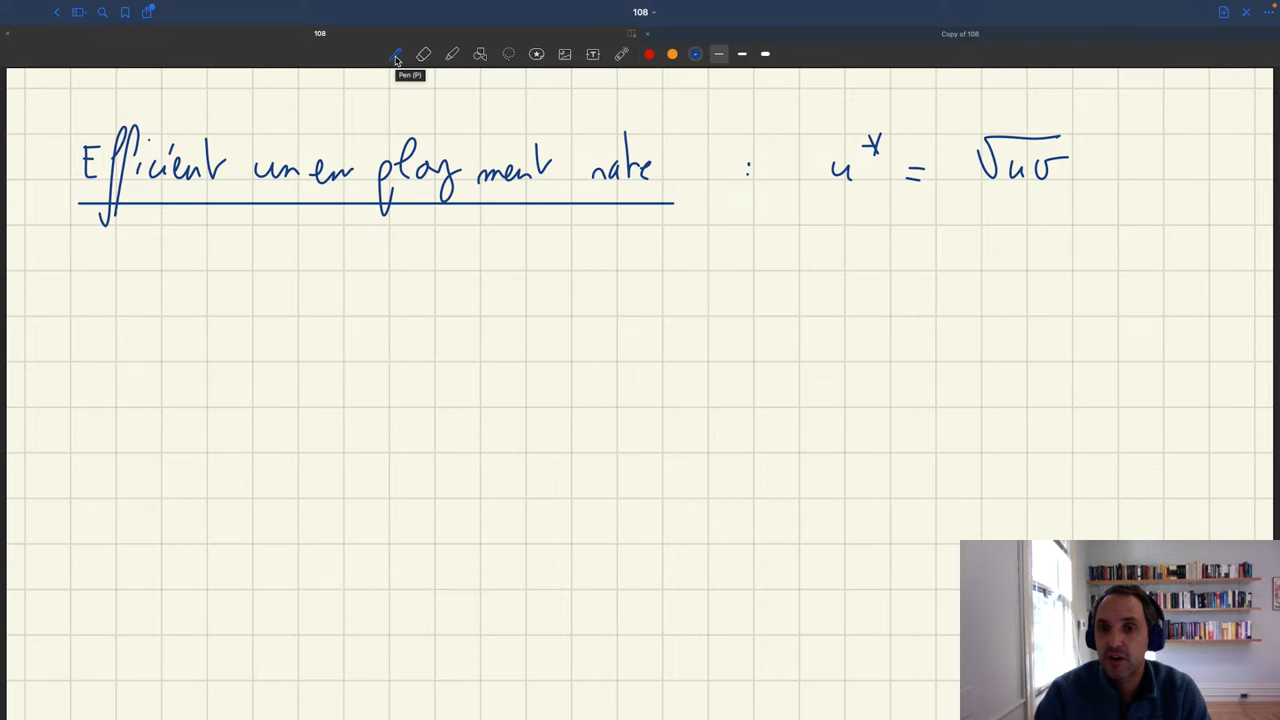 108
108
Copy of 108
Pen (P)
Efficient unemployment rate : u* = √uv